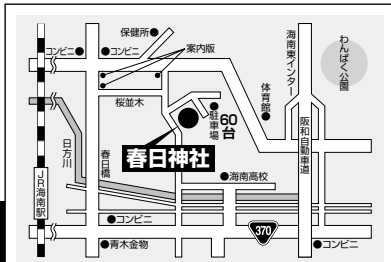 保健所
コンビニ
コンビニ
案内版
海南東インター
わんぱく公園
体育館
桜並木
駐車場
60台
阪和自動車道
日方川
春日橋
春日神社
海南高校
JR海南駅
コンビニ
370
青木金物
コンビニ